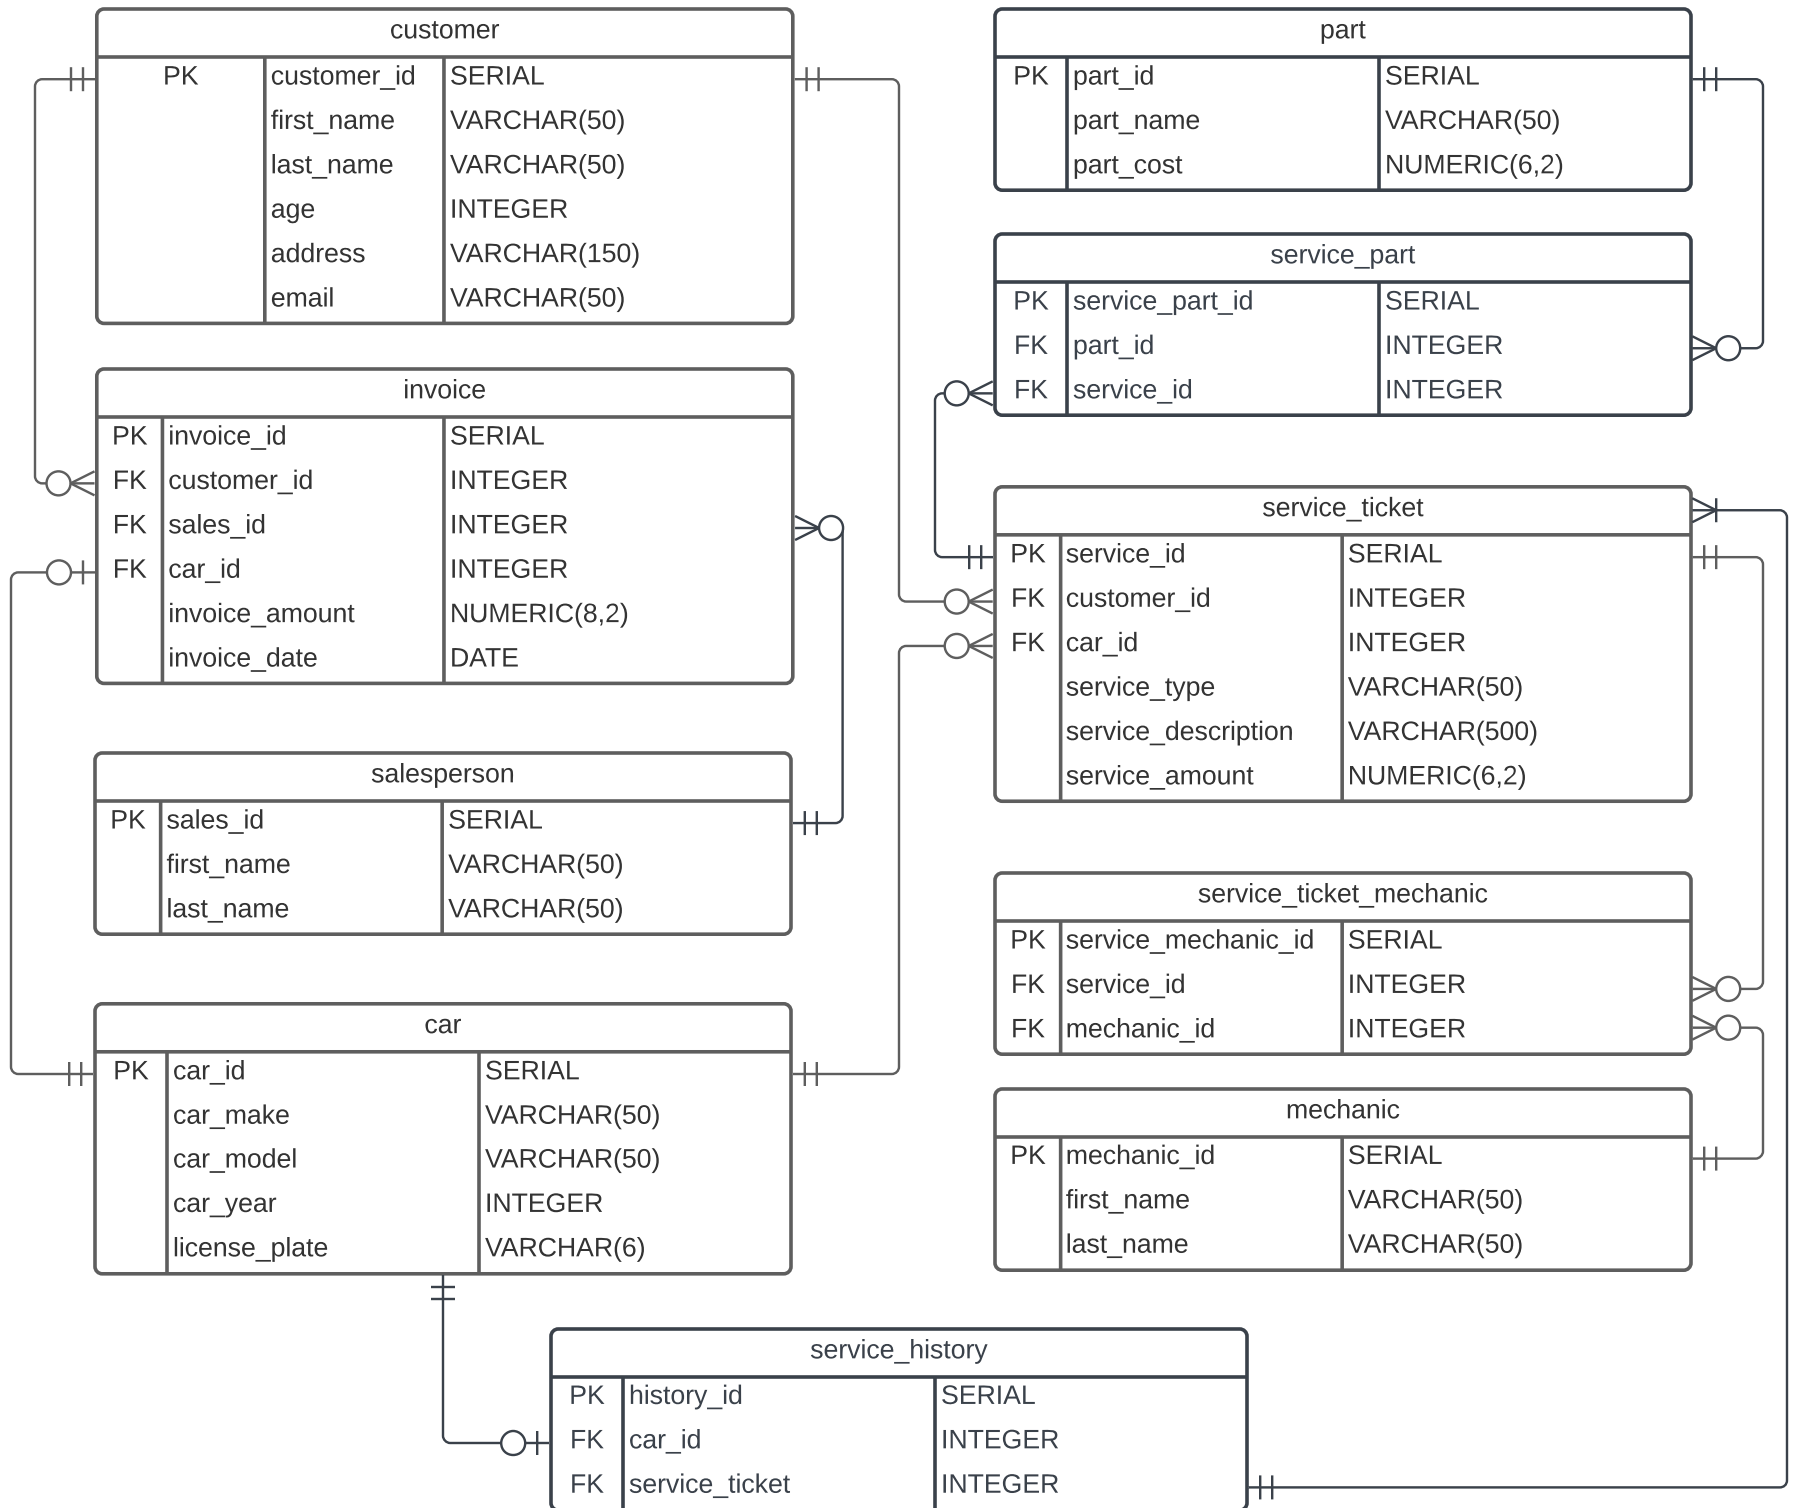 customer
PK customer_id SERIAL
first_name VARCHAR(50)
last_name VARCHAR(50)
age INTEGER
address VARCHAR(150)
email VARCHAR(50)
invoice
PK invoice_id SERIAL
FK customer_id INTEGER
FK sales_id INTEGER
FK car_id INTEGER
invoice_amount NUMERIC(8,2)
invoice_date DATE
salesperson
PK sales_id SERIAL
first_name VARCHAR(50)
last_name VARCHAR(50)
car
PK car_id SERIAL
car_make VARCHAR(50)
car_model VARCHAR(50)
car_year INTEGER
license_plate VARCHAR(6)
part
PK part_id SERIAL
part_name VARCHAR(50)
part_cost NUMERIC(6,2)
service_part
PK service_part_id SERIAL
FK part_id INTEGER
FK service_id INTEGER
service_ticket
PK service_id SERIAL
FK customer_id INTEGER
FK car_id INTEGER
service_type VARCHAR(50)
service_description VARCHAR(500)
service_amount NUMERIC(6,2)
service_ticket_mechanic
PK service_mechanic_id SERIAL
FK service_id INTEGER
FK mechanic_id INTEGER
mechanic
PK mechanic_id SERIAL
first_name VARCHAR(50)
last_name VARCHAR(50)
service_history
PK history_id SERIAL
FK car_id INTEGER
FK service_ticket INTEGER